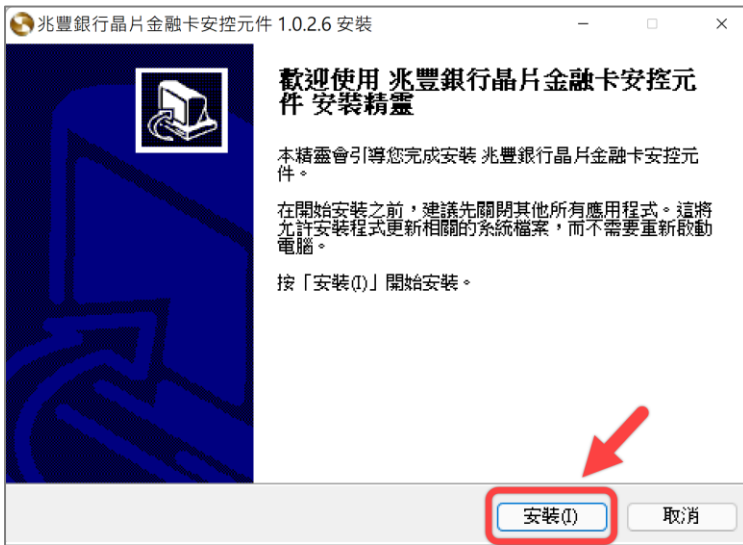 兆豐銀行晶片金融卡安控元件 1.0.2.6 安裝
歡迎使用 兆豐銀行晶片金融卡安控元
件 安裝精靈
本精靈會引導您完成安裝 兆豐銀行晶片金融卡安控元
件。
在開始安裝之前，建議先關閉其他所有應用程式。這將
允許安裝程式更新相關的系統檔案，而不需要重新啟動
電腦。
按「安裝(I)」開始安裝。
安裝(I)
取消